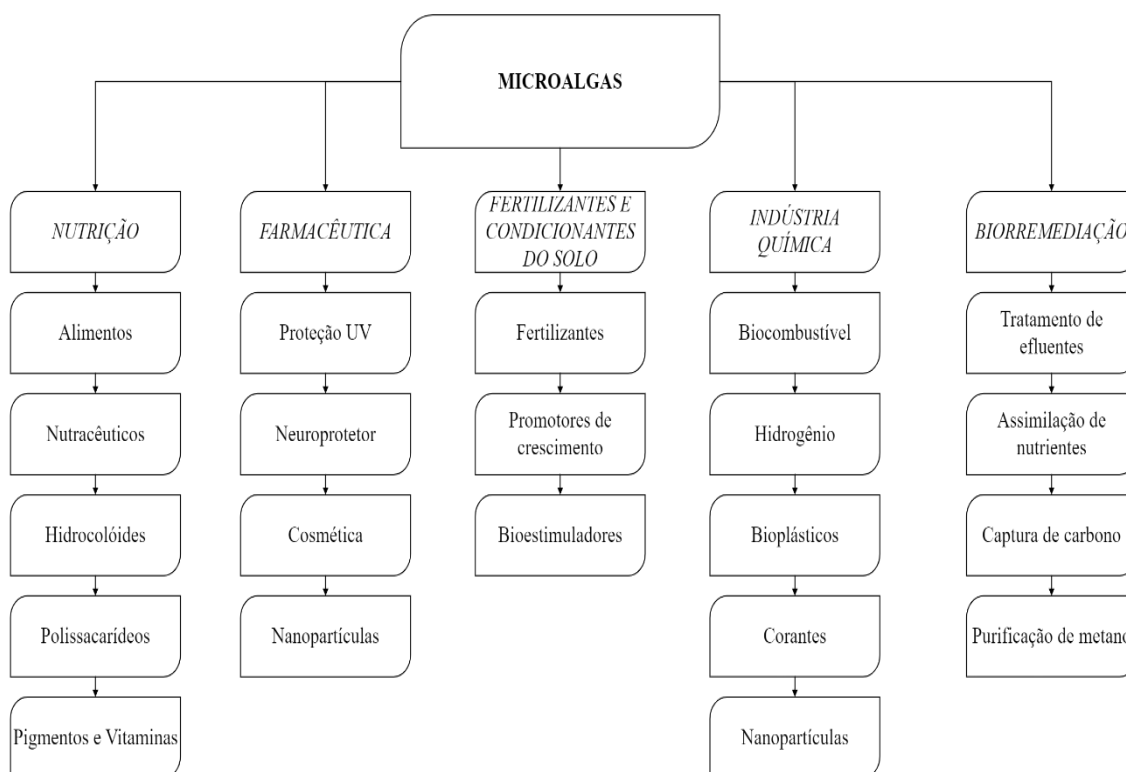 MICROALGAS
NUTRIÇÃO
FARMACÊUTICA
FERTILIZANTES E
CONDICIONANTES
DO SOLO
INDÚSTRIA
QUÍMICA
BIORREMEDIAÇÃO
Alimentos
Proteção UV
Fertilizantes
Biocombustível
Tratamento de
efluentes
Nutracêuticos
Neuroprotetor
Promotores de
crescimento
Hidrogênio
Assimilação de
nutrientes
Hidrocolóides
Cosmética
Bioestimuladores
Bioplásticos
Captura de carbono
Polissacarídeos
Nanopartículas
Corantes
Purificação de metano
Pigmentos e Vitaminas
Nanopartículas